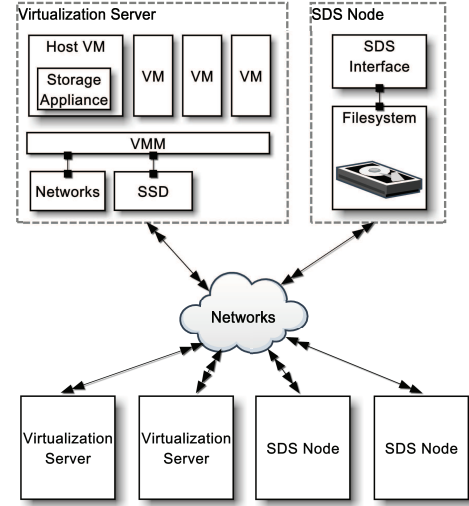 Virtualization Server
Host VM
Storage
Appliance
VM
VM
VM
VMM
Networks
SSD
SDS Node
SDS
Interface
Filesystem
Networks
Virtualization
Server
Virtualization
Server
SDS Node
SDS Node